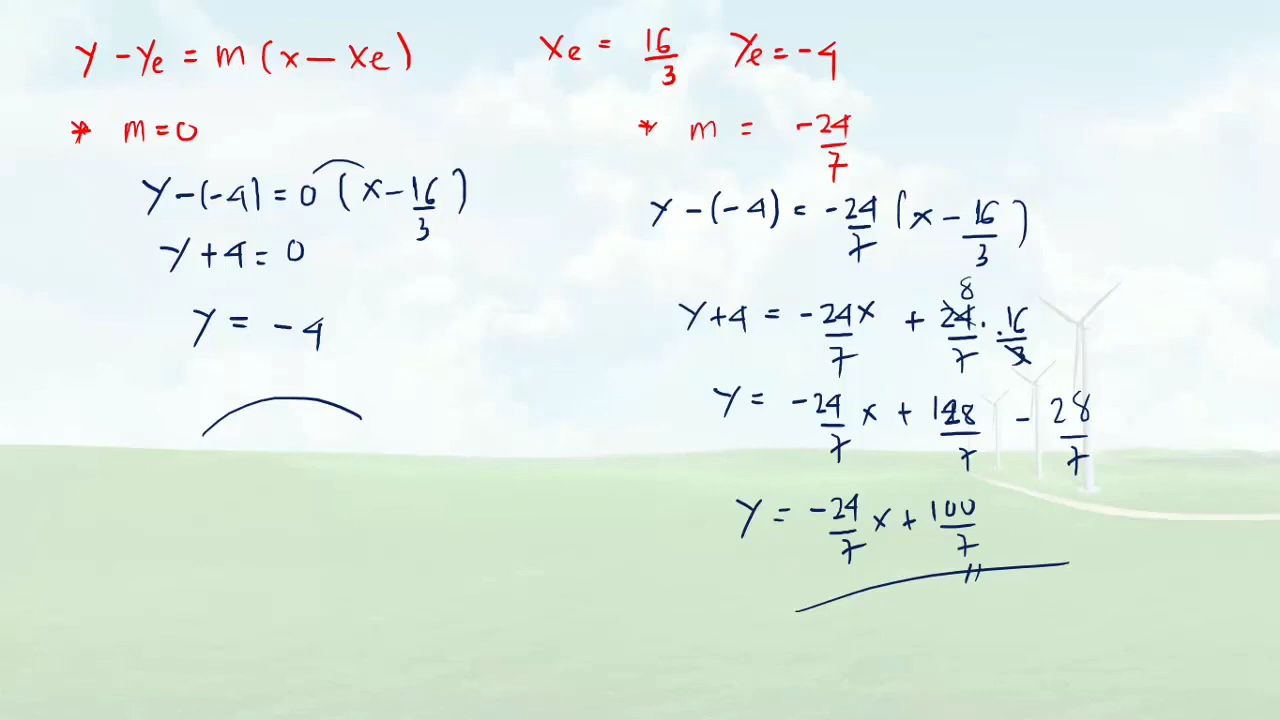 y - ye = m(x - xe)
xe = 16/3 ye = -4
* m = 0
y - (-4) = 0(x - 16/3)
y + 4 = 0
y = -4
* m = -24/7
y - (-4) = -24/7(x - 16/3)
y + 4 = -24x/7 + 24/7 · 16/3
8
y = -24/7 x + 128/7 - 28/7
y = -24/7 x + 100/7